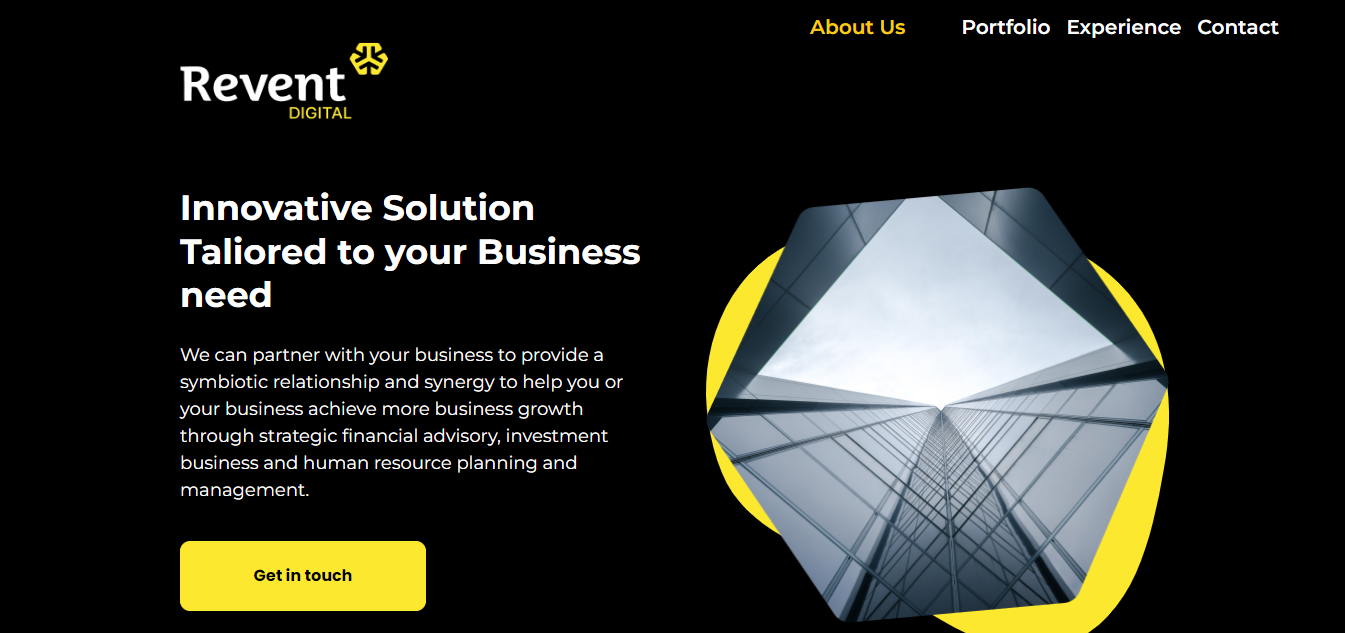 About Us Portfolio Experience Contact
Revent
DIGITAL
Innovative Solution
Taliored to your Business
need
We can partner with your business to provide a
symbiotic relationship and synergy to help you or
your business achieve more business growth
through strategic financial advisory, investment
business and human resource planning and
management.
Get in touch